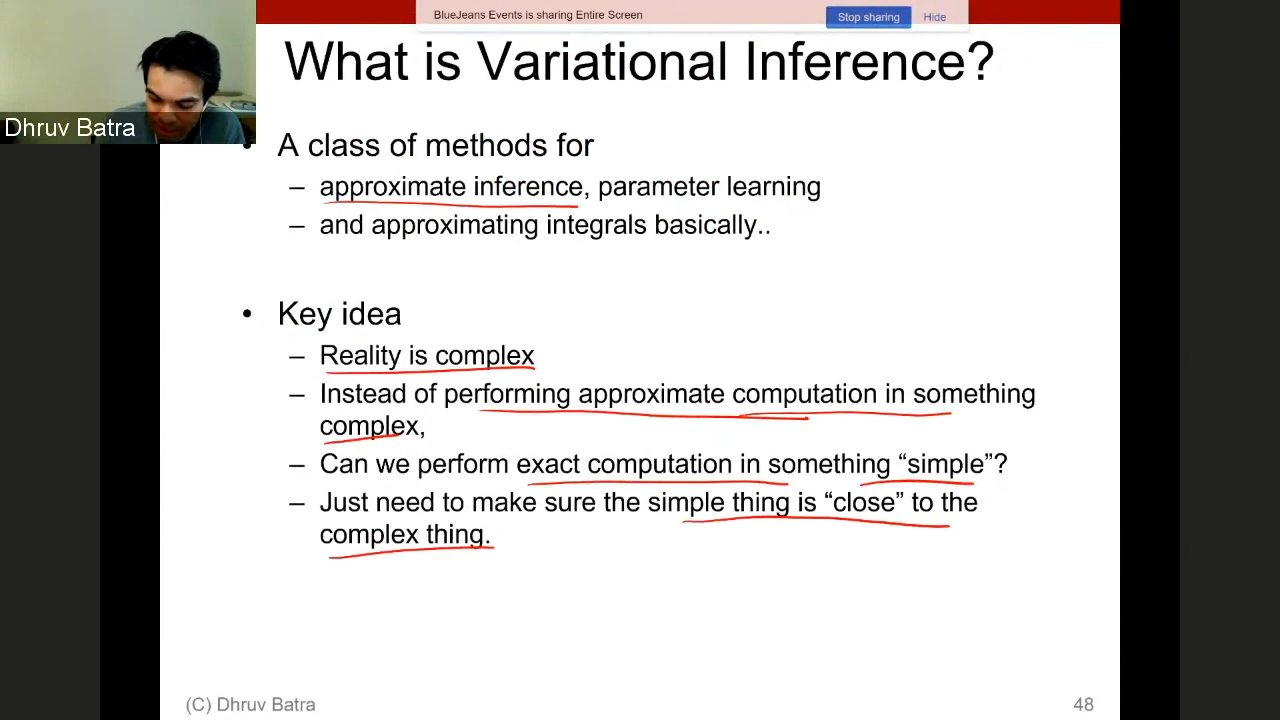 BlueJeans Events is sharing Entire Screen
Stop sharing
Hide
What is Variational Inference?
Dhruv Batra
• A class of methods for
– approximate inference, parameter learning
– and approximating integrals basically..
• Key idea
– Reality is complex
– Instead of performing approximate computation in something
complex,
– Can we perform exact computation in something “simple”?
– Just need to make sure the simple thing is “close” to the
complex thing.
(C) Dhruv Batra
48